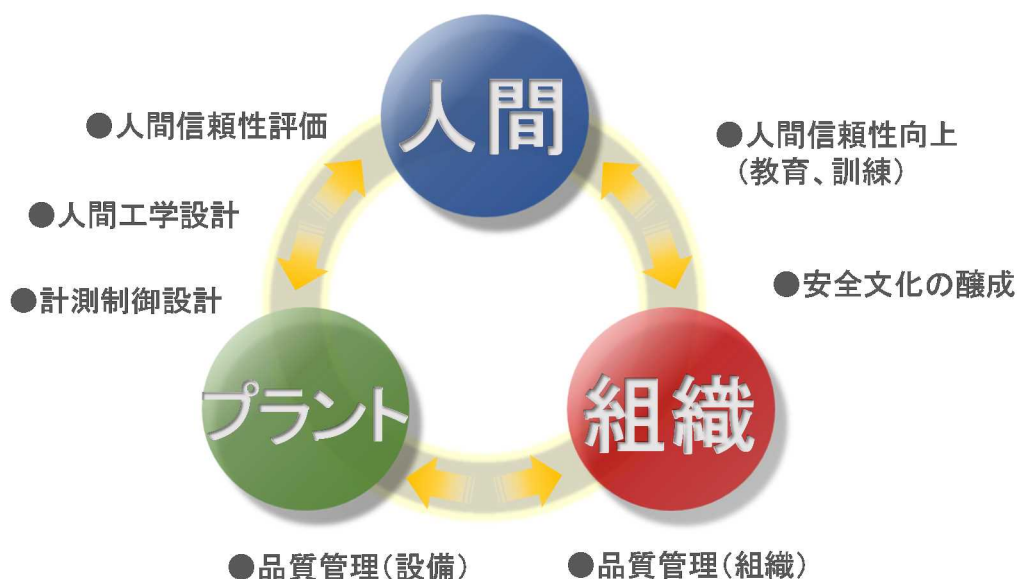 人間
●人間信頼性評価
●人間信頼性向上
(教育、訓練)
●人間工学設計
●安全文化の醸成
●計測制御設計
プラント
組織
●品質管理(設備)
●品質管理(組織)